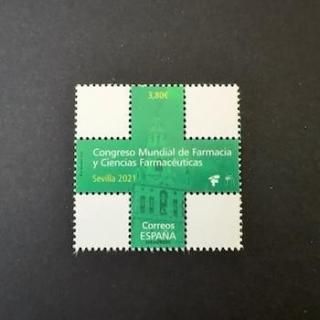 3,80€
Congreso Mundial de Farmacia
y Ciencias Farmacéuticas
Sevilla 2021
Correos
ESPAÑA